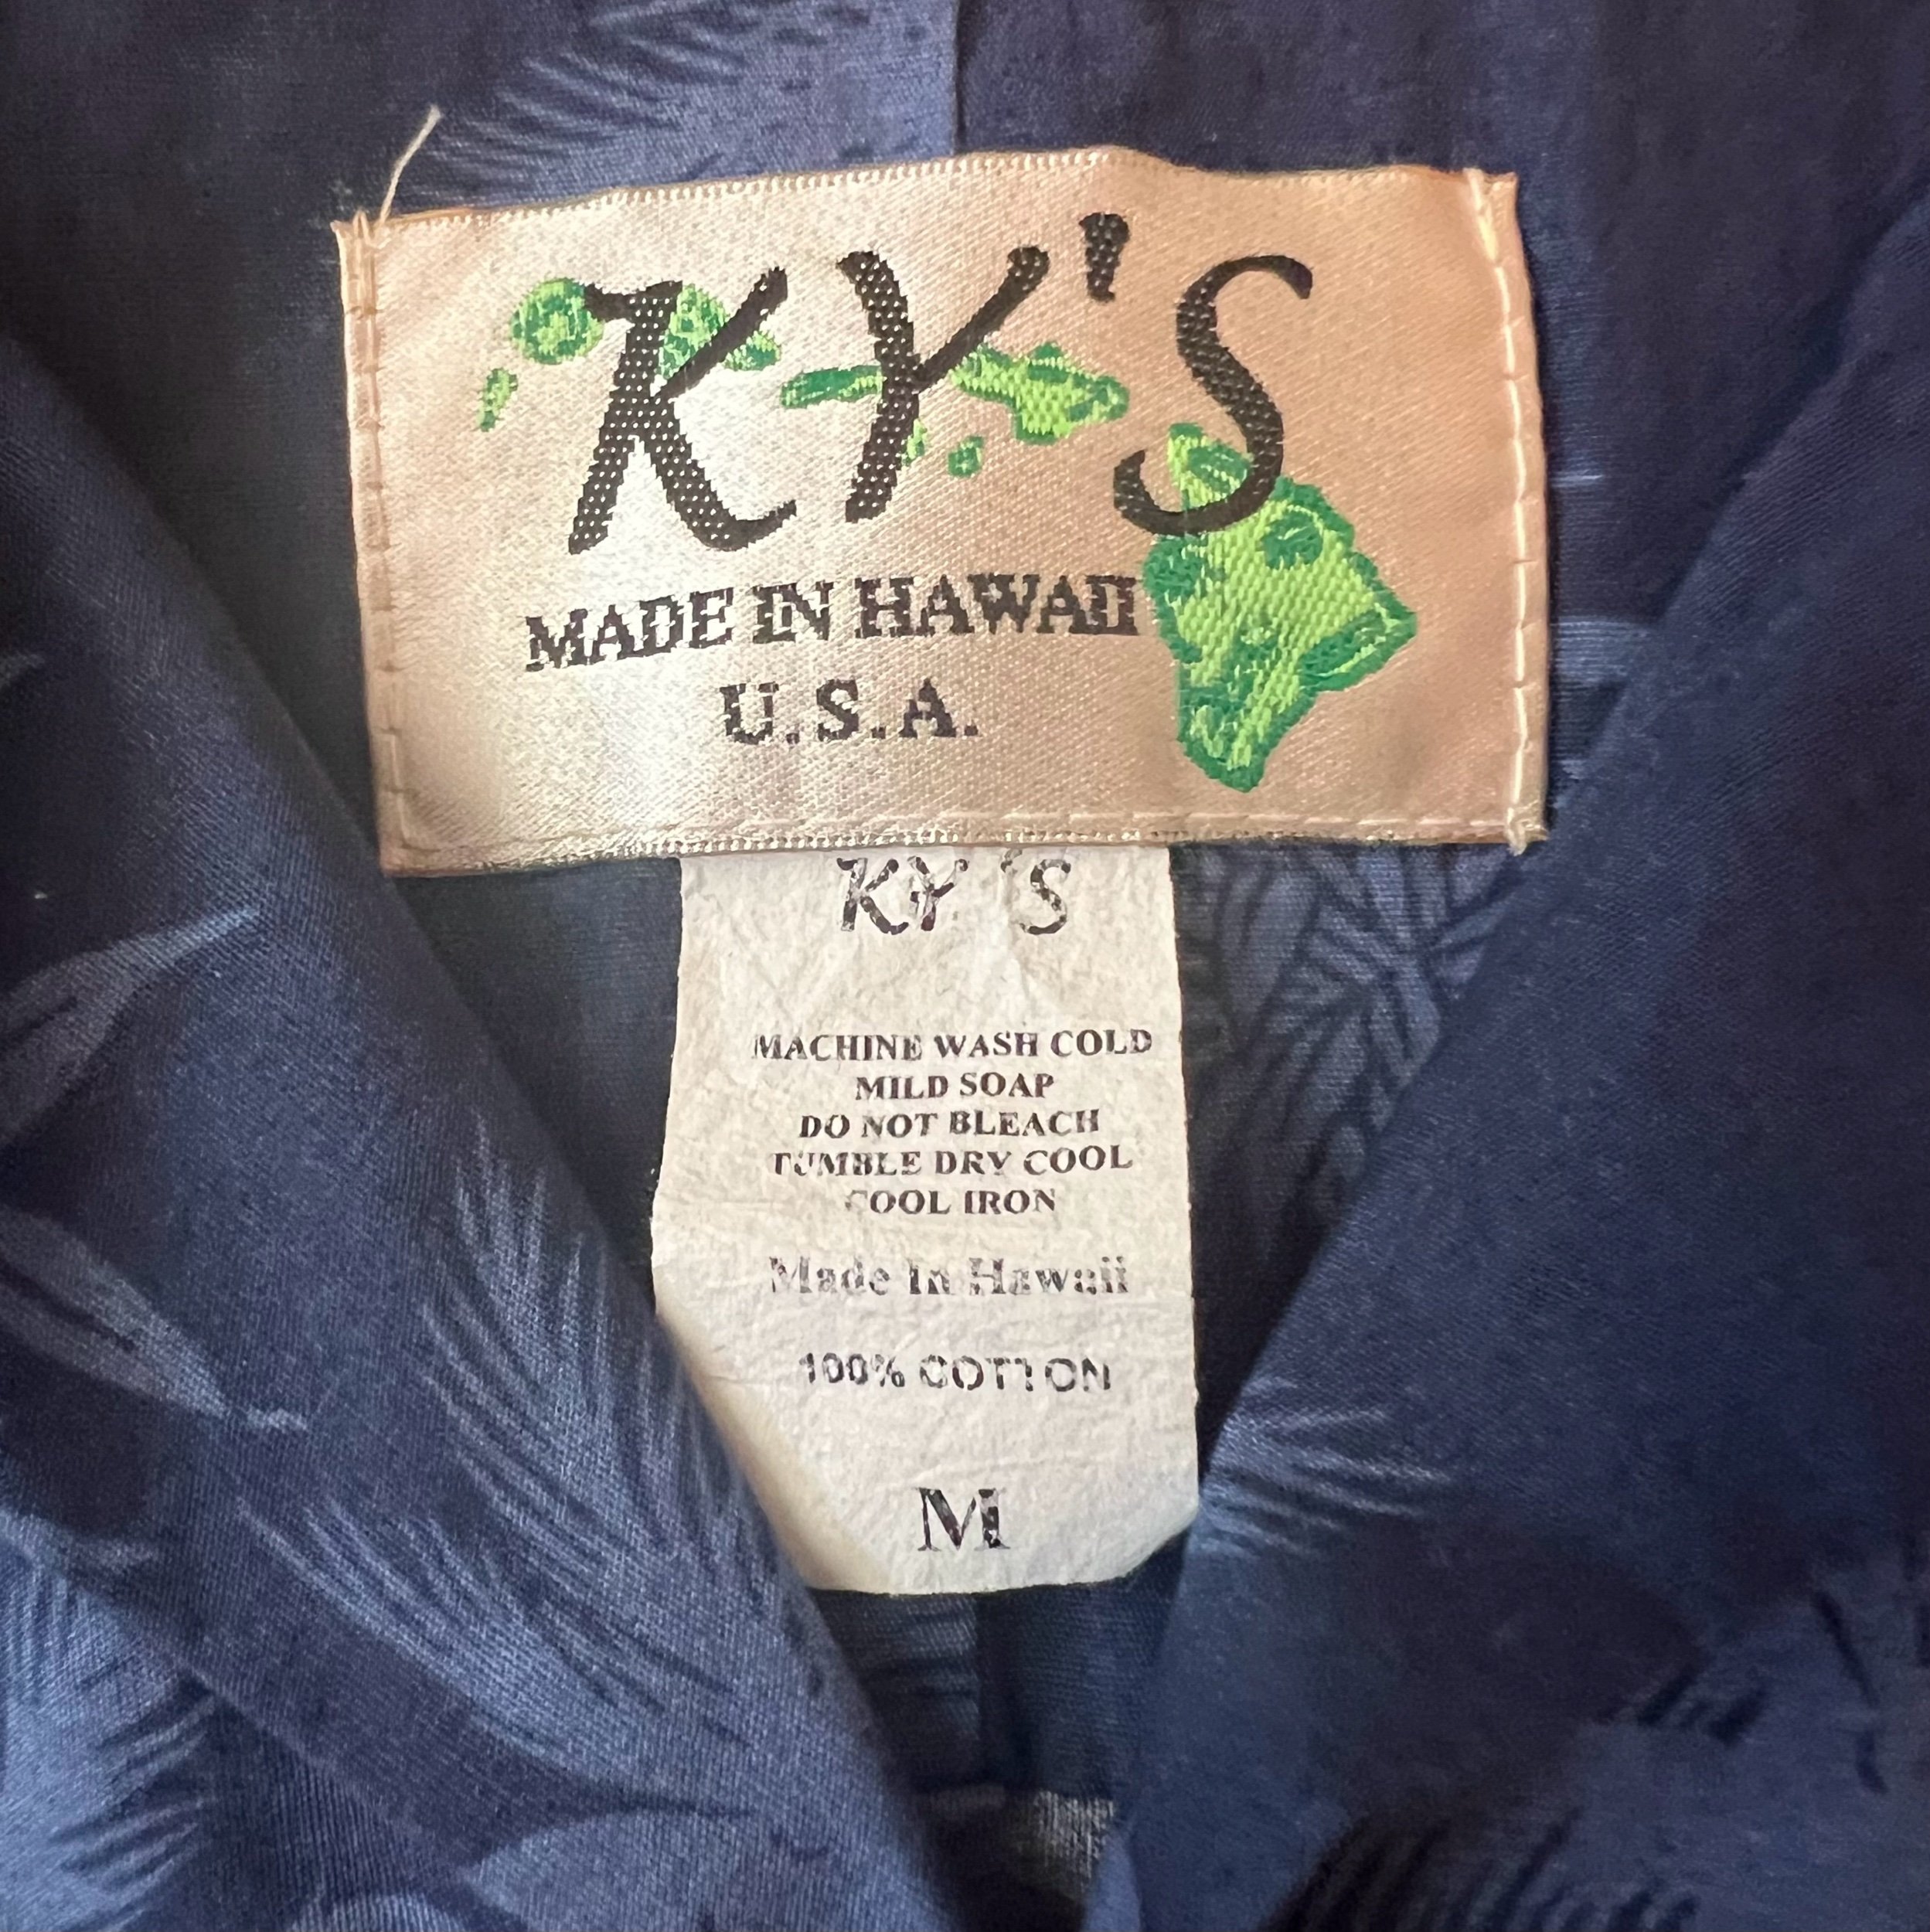 KY'S
MADE IN HAWAII
U.S.A.
KY'S
MACHINE WASH COLD
MILD SOAP
DO NOT BLEACH
TUMBLE DRY COOL
COOL IRON
Made In Hawaii
100% COTTON
M